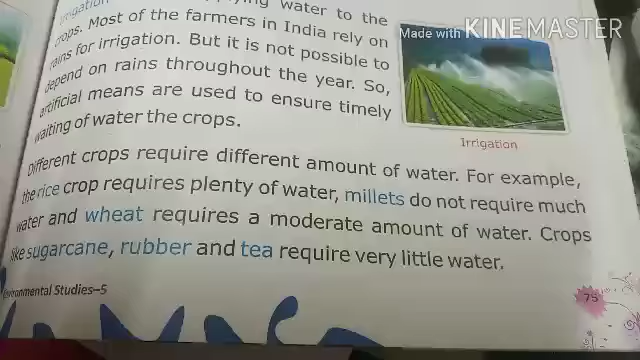 Made with KINEMASTER
water to the
crops. Most of the farmers in India rely on
rains for irrigation. But it is not possible to
depend on rains throughout the year. So,
artificial means are used to ensure timely
waiting of water the crops.
Irrigation
Different crops require different amount of water. For example,
the rice crop requires plenty of water, millets do not require much
water and wheat requires a moderate amount of water. Crops
like sugarcane, rubber and tea require very little water.
Environmental Studies–5
75